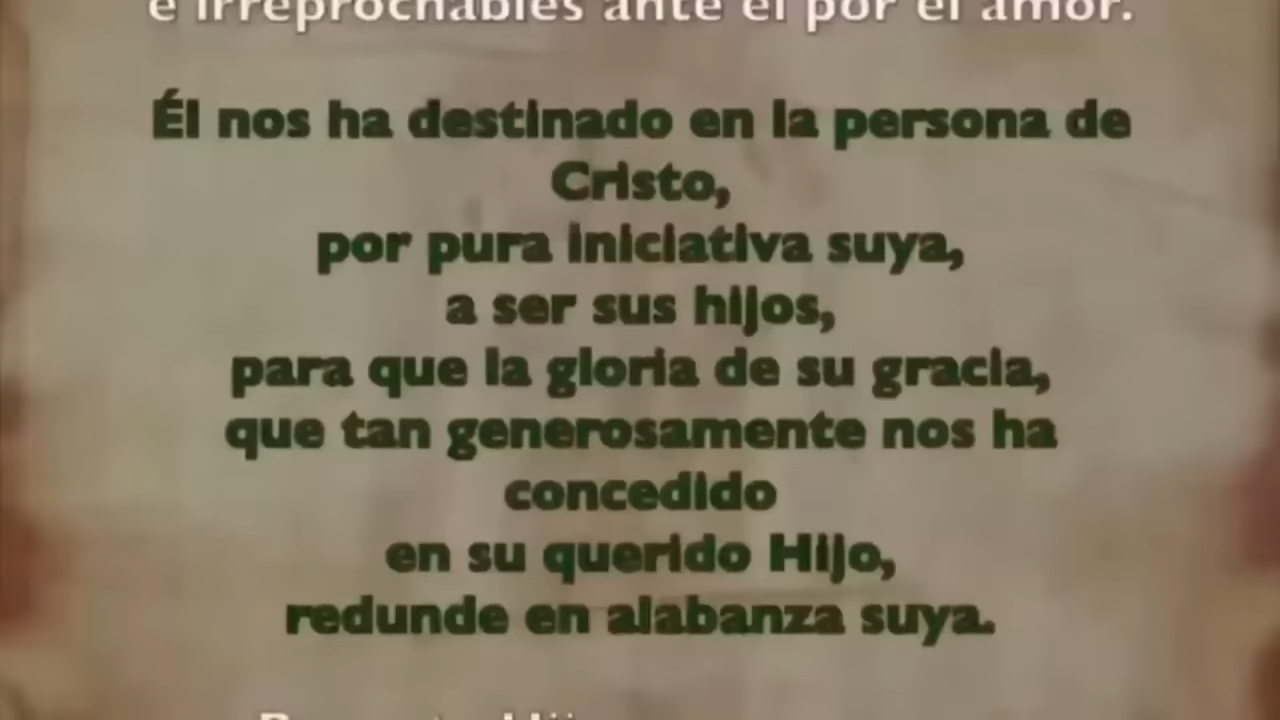 e irreprochables ante él por el amor.
Él nos ha destinado en la persona de
Cristo,
por pura iniciativa suya,
a ser sus hijos,
para que la gloria de su gracia,
que tan generosamente nos ha
concedido
en su querido Hijo,
redunde en alabanza suya.